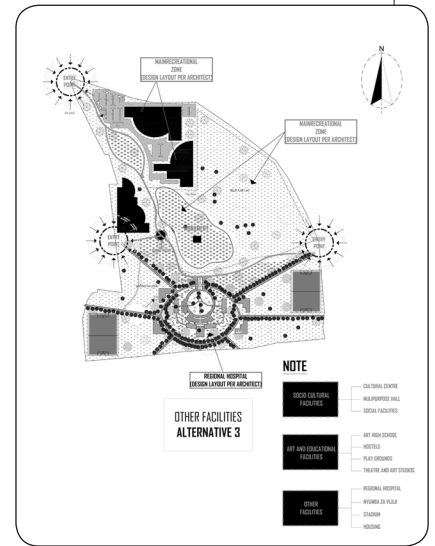 N
MAINRECREATIONAL
ZONE
(DESIGN LAYOUT PER ARCHITECT)
ENTRY
POINT
MAINRECREATIONAL
ZONE
(DESIGN LAYOUT PER ARCHITECT)
ENTRY
POINT
ENTRY
POINT
REGIONAL HOSPITAL
(DESIGN LAYOUT PER ARCHITECT)
OTHER FACILITIES
ALTERNATIVE 3
NOTE
SOCIO CULTURAL
FACILITIES
CULTURAL CENTRE
MULIPURPOSE HALL
SOCIAL FACILITIES
ART AND EDUCATIONAL
FACILITIES
ART HIGH SCHOOL
HOSTELS
PLAY GROUNDS
THEATRE AND ART STUDIOS
OTHER
FACILITIES
REGIONAL HOSPITAL
NYUMBA ZA VIJIJI
STADIUM
HOUSING